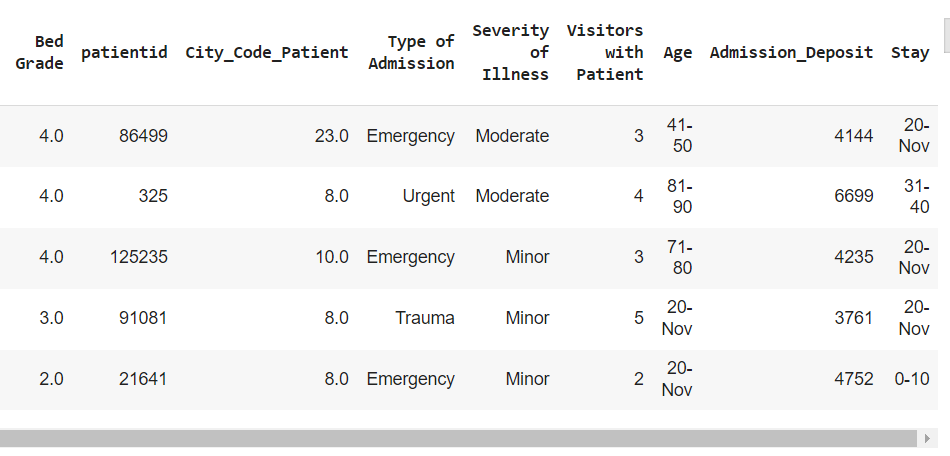 Bed Grade patientid City_Code_Patient Type of Admission Severity of Illness Visitors with Patient Age Admission_Deposit Stay
4.0 86499 23.0 Emergency Moderate 3 41-50 4144 20-Nov
4.0 325 8.0 Urgent Moderate 4 81-90 6699 31-40
4.0 125235 10.0 Emergency Minor 3 71-80 4235 20-Nov
3.0 91081 8.0 Trauma Minor 5 20-Nov 3761 20-Nov
2.0 21641 8.0 Emergency Minor 2 20-Nov 4752 0-10